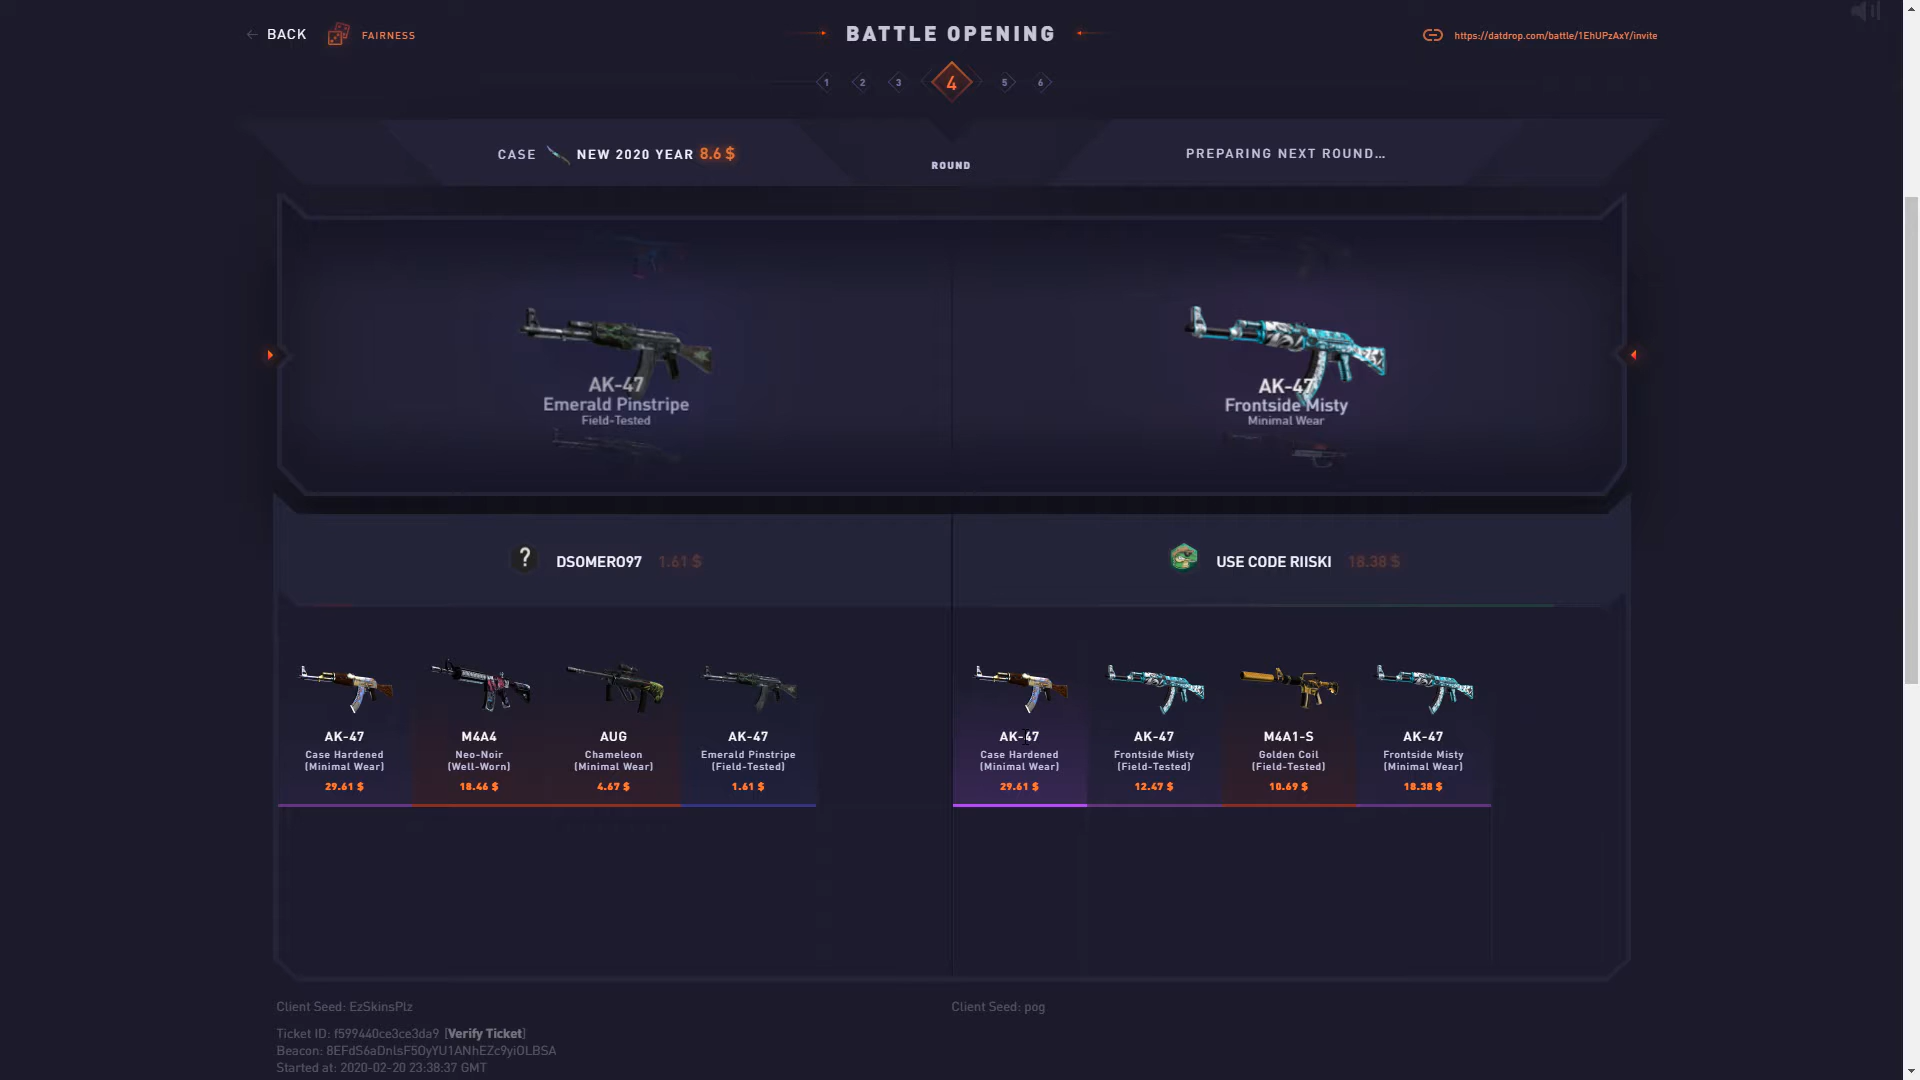 BACK
FAIRNESS
BATTLE OPENING
https://datdrop.com/battle/1EhUPzAxY/invite
1 2 3 4 5 6
CASE NEW 2020 YEAR 8.6 $
ROUND
PREPARING NEXT ROUND...
AK-47
Emerald Pinstripe
Field-Tested
AK-47
Frontside Misty
Minimal Wear
? DSOMERO97 1.61 $
USE CODE RIISKI 18.38 $
AK-47
Case Hardened
(Minimal Wear)
29.61 $
M4A4
Neo-Noir
(Well-Worn)
18.46 $
AUG
Chameleon
(Minimal Wear)
4.67 $
AK-47
Emerald Pinstripe
(Field-Tested)
1.61 $
AK-47
Case Hardened
(Minimal Wear)
29.61 $
AK-47
Frontside Misty
(Field-Tested)
12.47 $
M4A1-S
Golden Coil
(Field-Tested)
10.69 $
AK-47
Frontside Misty
(Minimal Wear)
18.38 $
Client Seed: EzSkinsPlz
Client Seed: pog
Ticket ID: f599440ce3ce3da9 [Verify Ticket]
Beacon: 8EFdS6aDnlsF5OyYU1ANhEZc9yiOLBSA
Started at: 2020-02-20 23:38:37 GMT